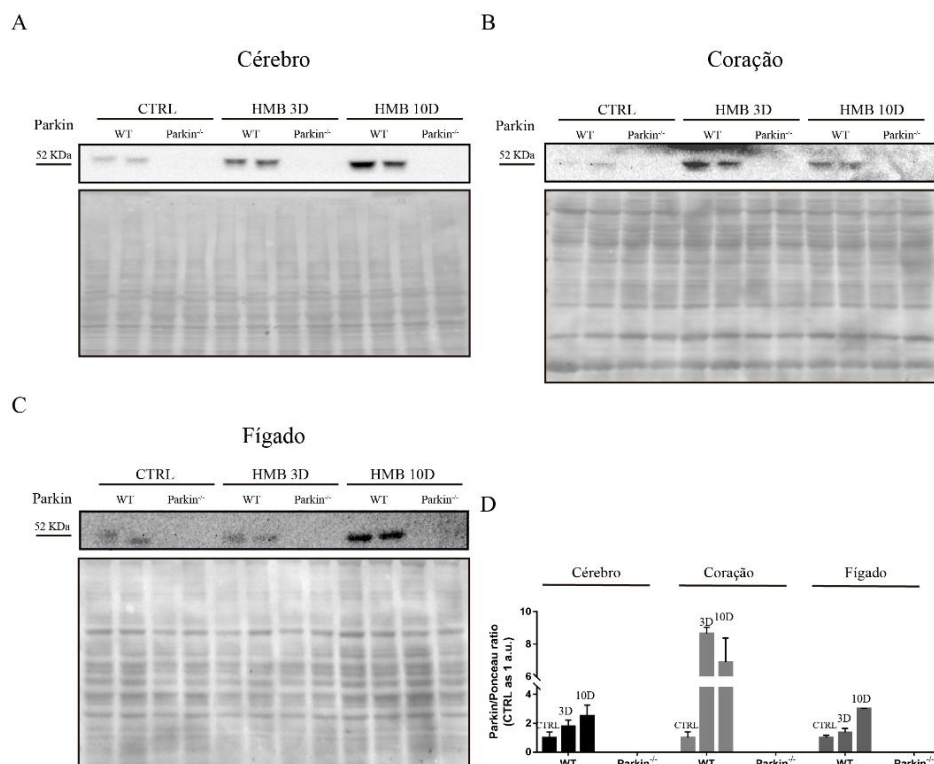 A
Cérebro
CTRL HMB 3D HMB 10D
Parkin WT Parkin-/- WT Parkin-/- WT Parkin-/-
52 KDa
B
Coração
CTRL HMB 3D HMB 10D
Parkin WT Parkin-/- WT Parkin-/- WT Parkin-/-
52 KDa
C
Fígado
CTRL HMB 3D HMB 10D
Parkin WT Parkin-/- WT Parkin-/- WT Parkin-/-
52 KDa
D
Cérebro Coração Fígado
Parkin/Ponceau ratio
(CTRL as 1 a.u.)
10
8
6
4
2
0
CTRL 3D 10D
CTRL 3D 10D
CTRL 3D 10D
WT Parkin-/- WT Parkin-/- WT Parkin-/-